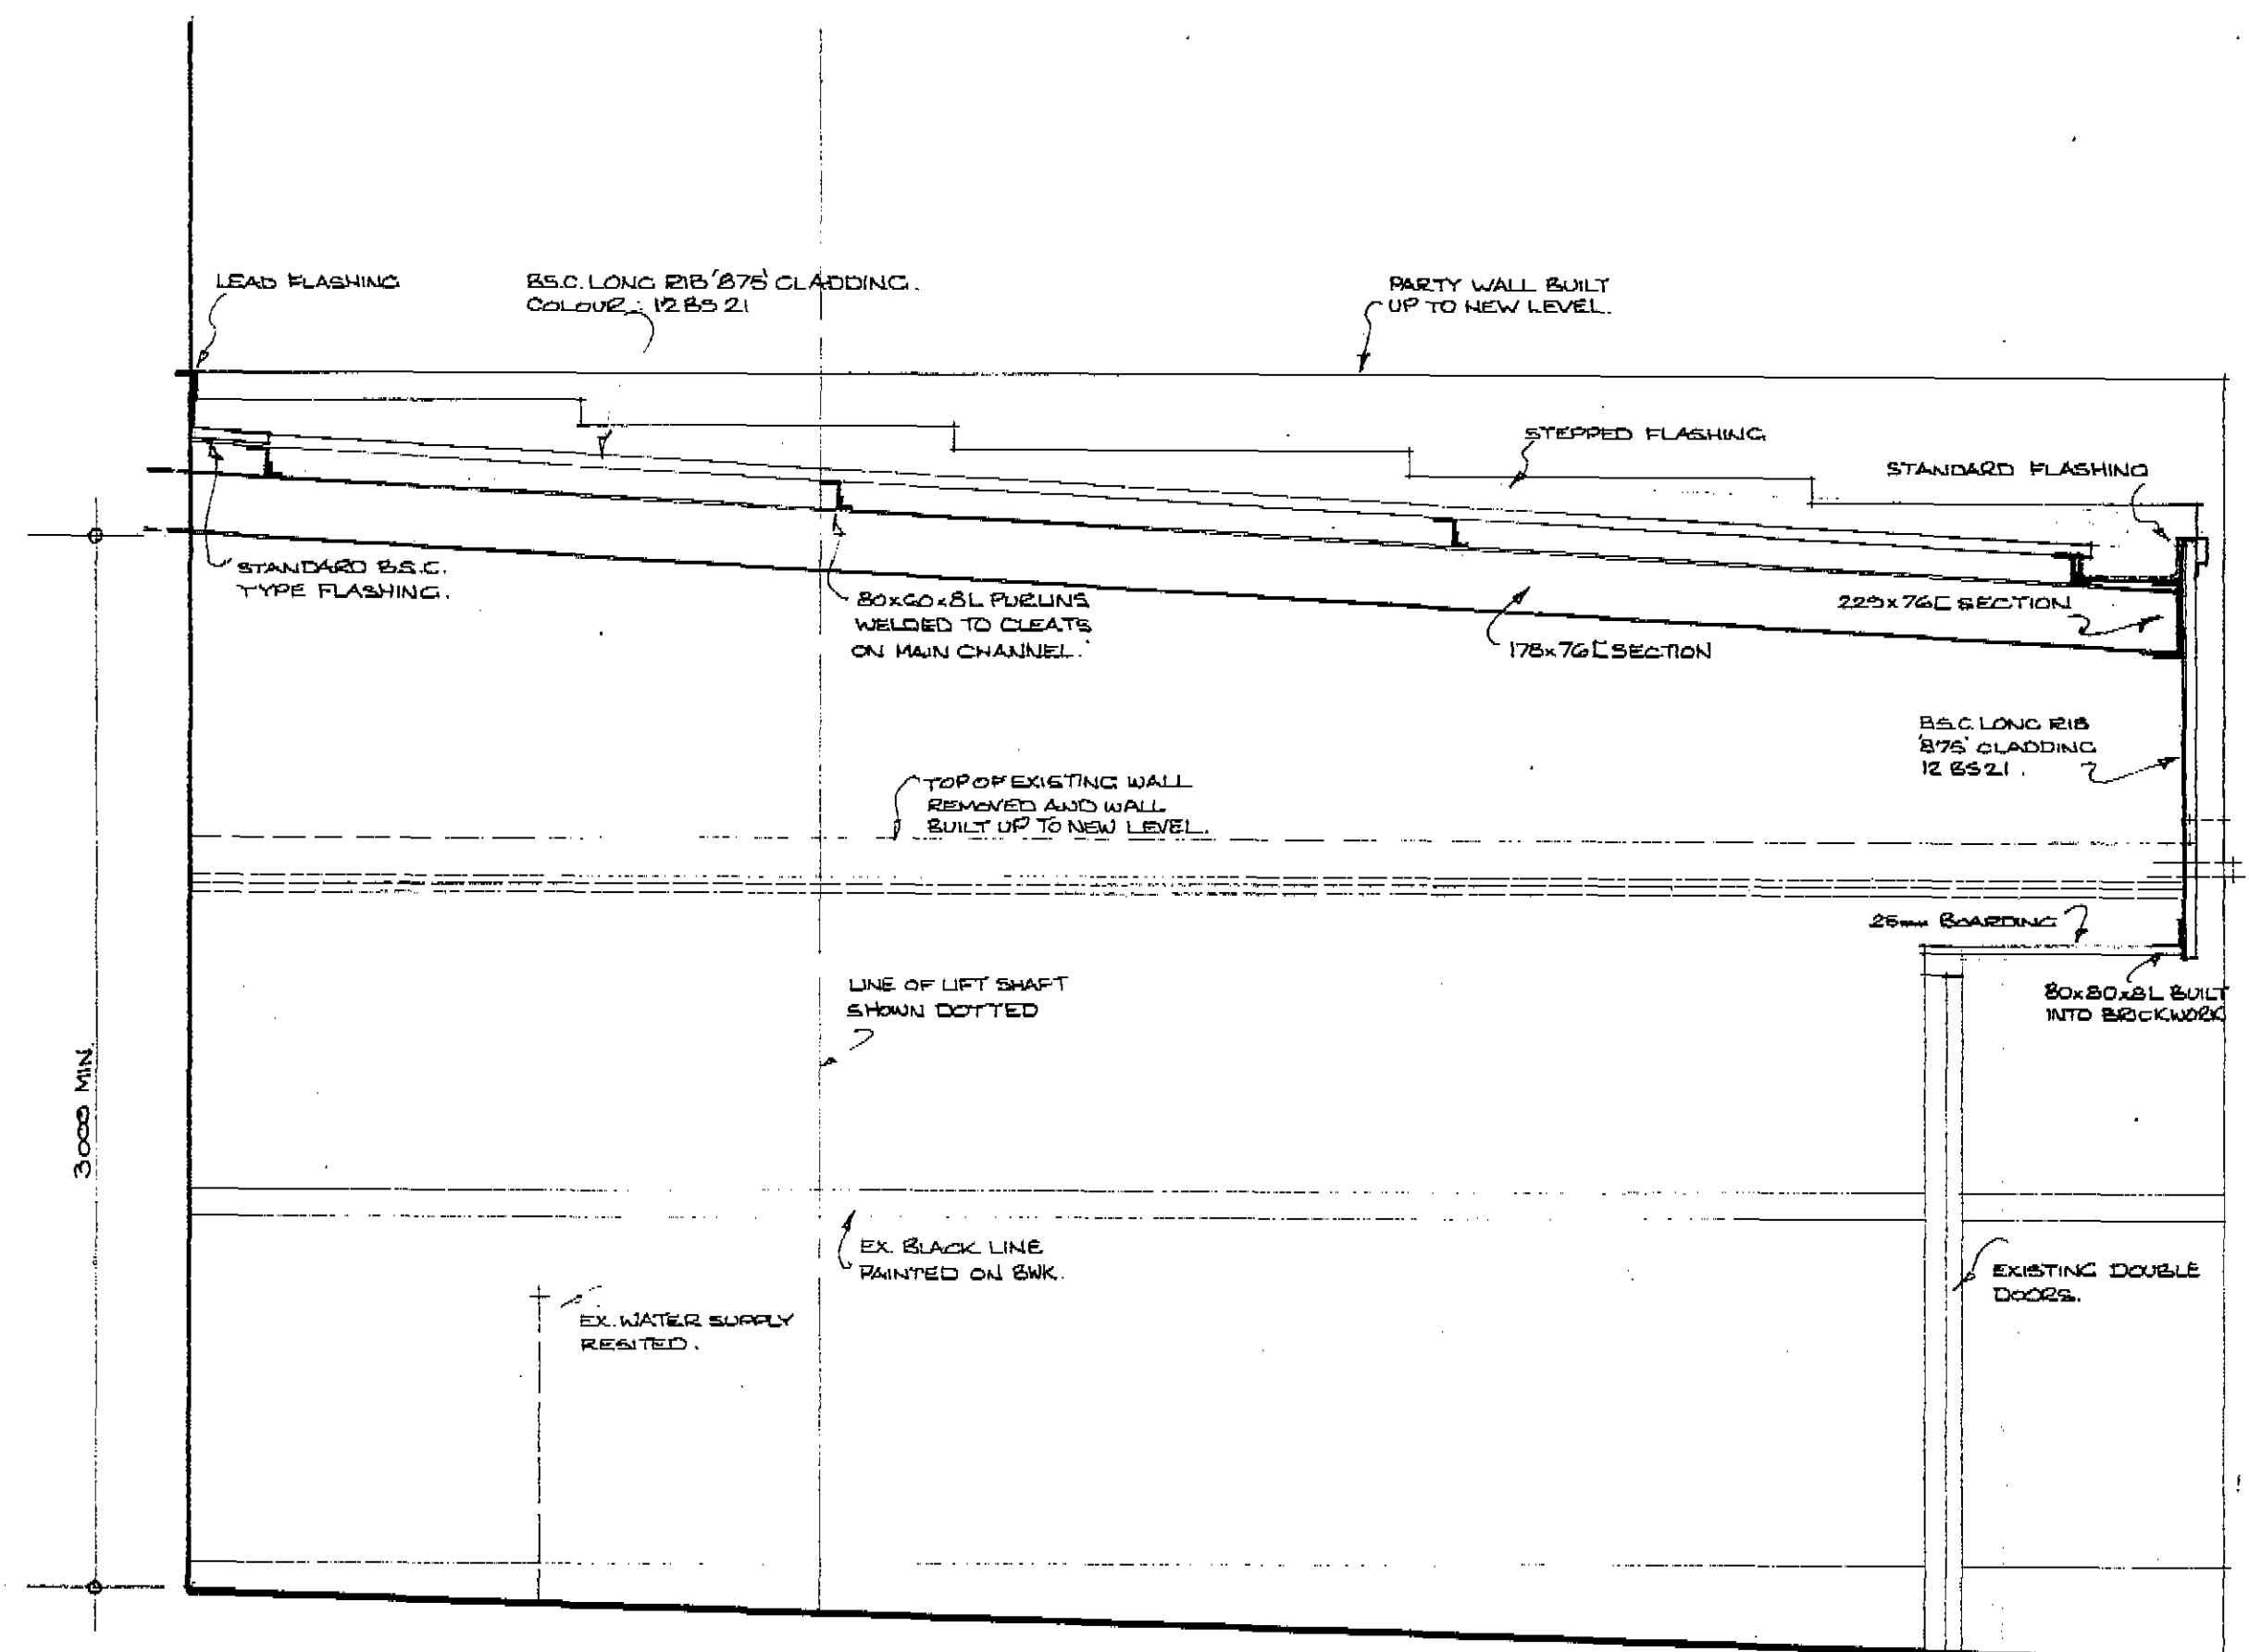 LEAD FLASHING
B.S.C. LONG RIB '875' CLADDING.
COLOUR : 12 BS 21
PARTY WALL BUILT
UP TO NEW LEVEL.
STEPPED FLASHING
STANDARD FLASHING
STANDARD B.S.C.
TYPE FLASHING.
80x60x8L PURLINS
WELDED TO CLEATS
ON MAIN CHANNEL.
229x76[ SECTION
178x76[ SECTION
B.S.C. LONG RIB
'875' CLADDING
12 BS 21.
TOP OF EXISTING WALL
REMOVED AND WALL
BUILT UP TO NEW LEVEL.
25mm BOARDING
LINE OF LIFT SHAFT
SHOWN DOTTED
80x80x8L BUILT
INTO BRICKWORK
3000 MIN.
EX. BLACK LINE
PAINTED ON BWK.
EXISTING DOUBLE
DOORS.
EX. WATER SUPPLY
RESITED.